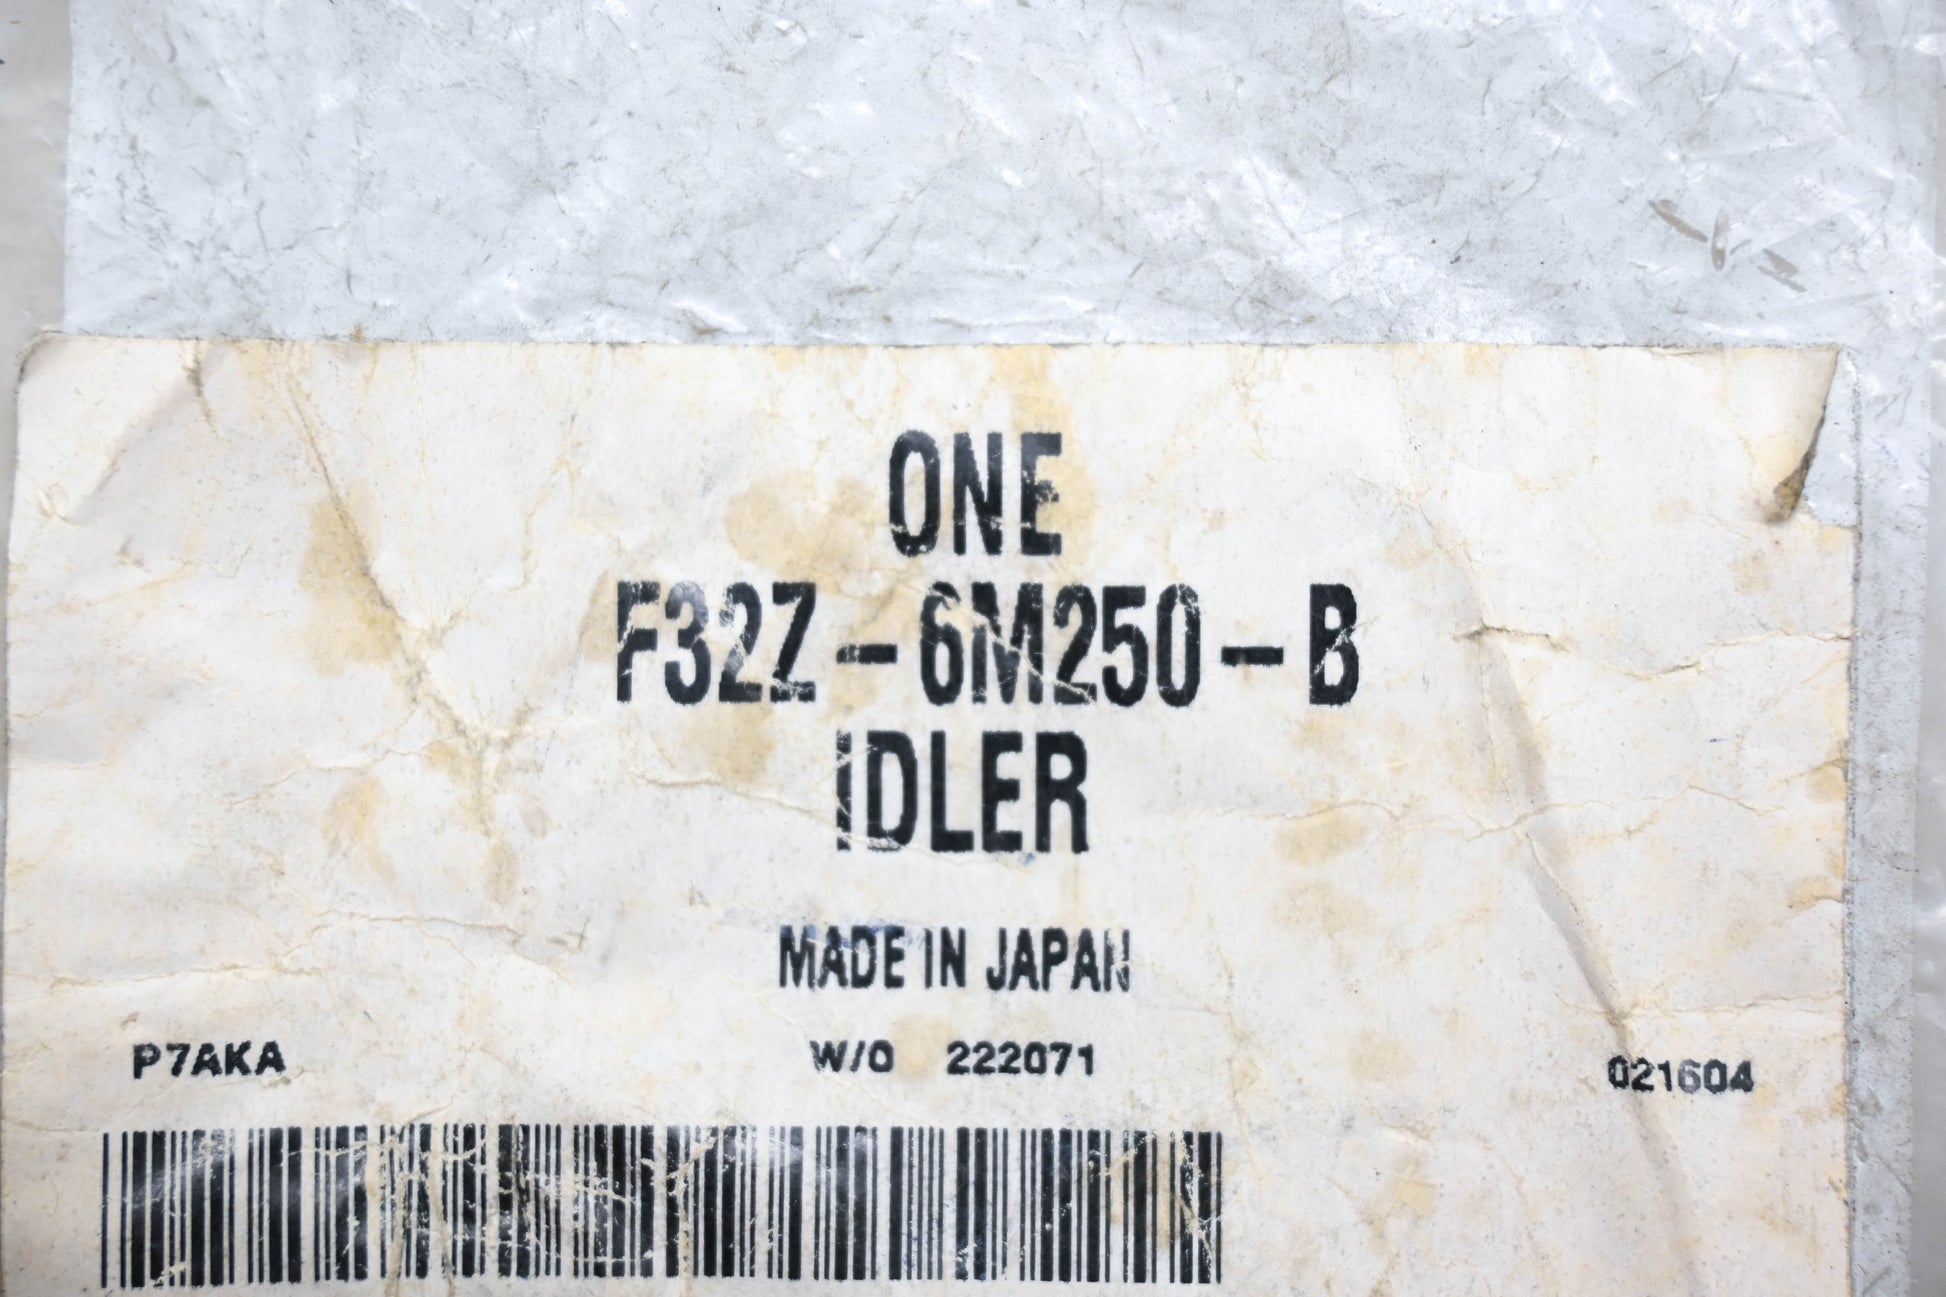 ONE
F32Z-6M250-B
IDLER
MADE IN JAPAN
P7AKA W/O 222071 021604